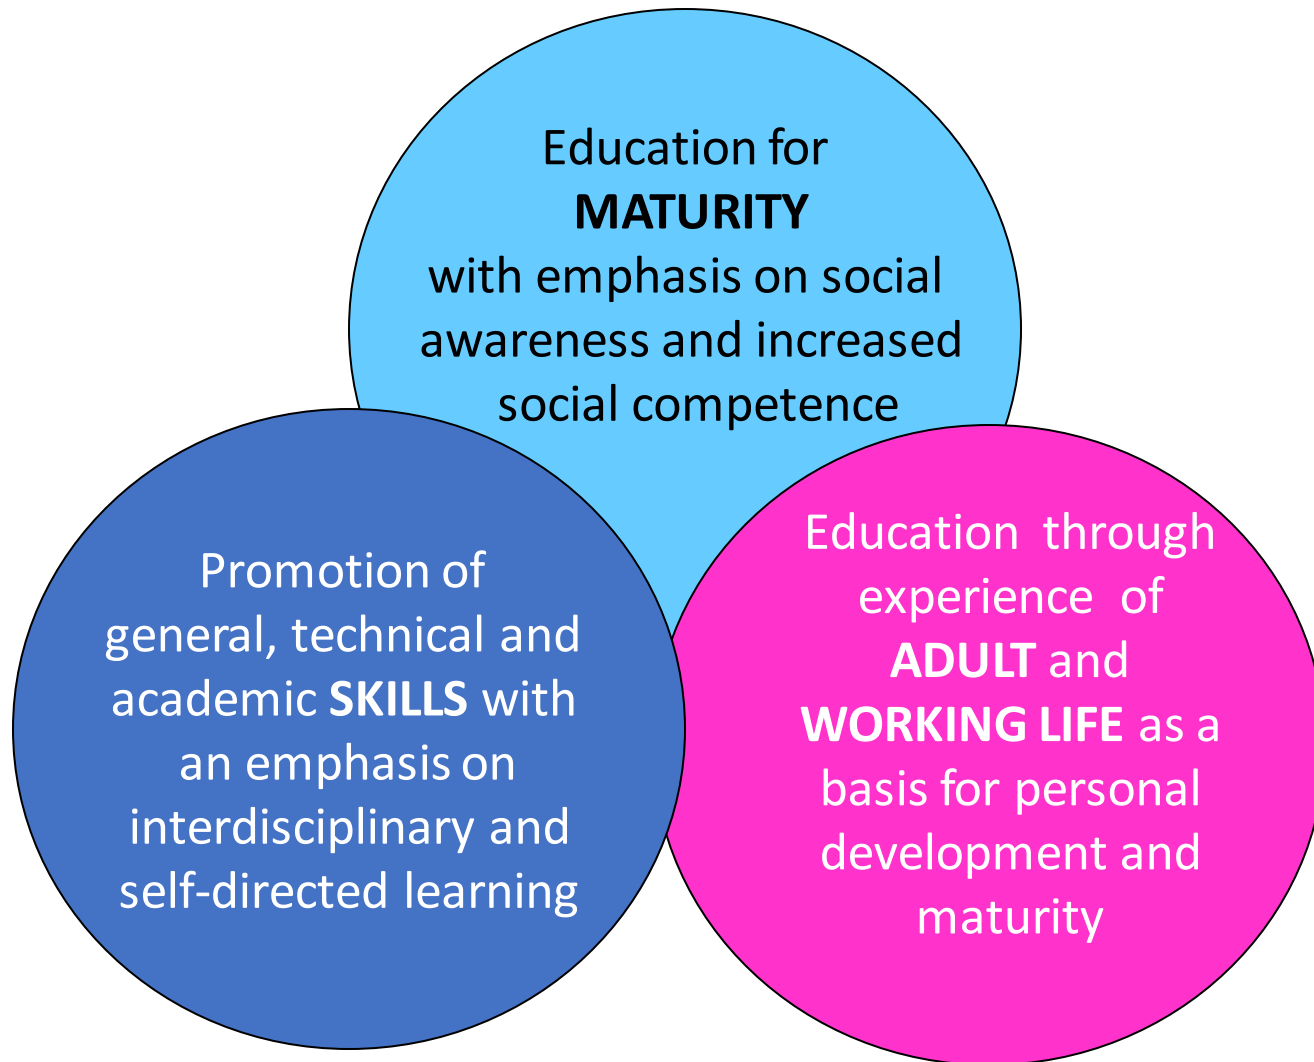 Education for
MATURITY
with emphasis on social
awareness and increased
social competence
Promotion of
general, technical and
academic SKILLS with
an emphasis on
interdisciplinary and
self-directed learning
Education through
experience of
ADULT and
WORKING LIFE as a
basis for personal
development and
maturity